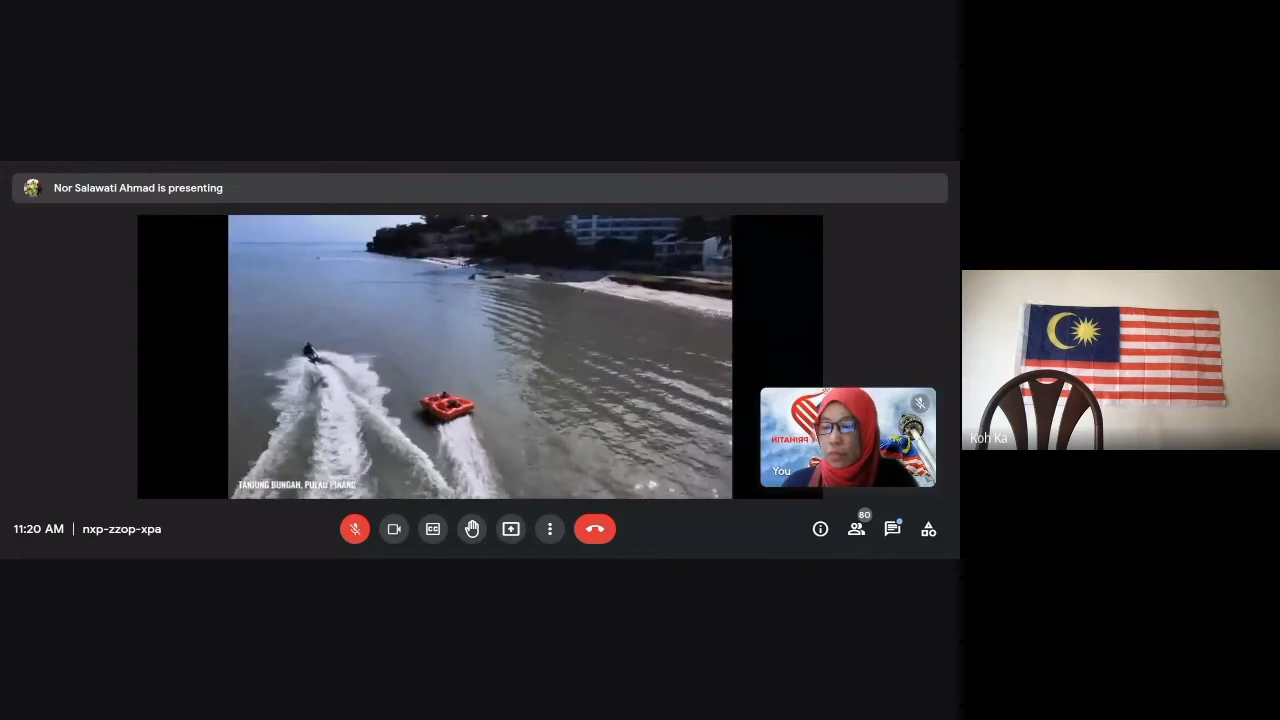 Nor Salawati Ahmad is presenting
TANJUNG BUNGAH, PULAU PINANG
PRIHATIN
You
Koh Ka
11:20 AM | nxp-zzop-xpa
CC
80